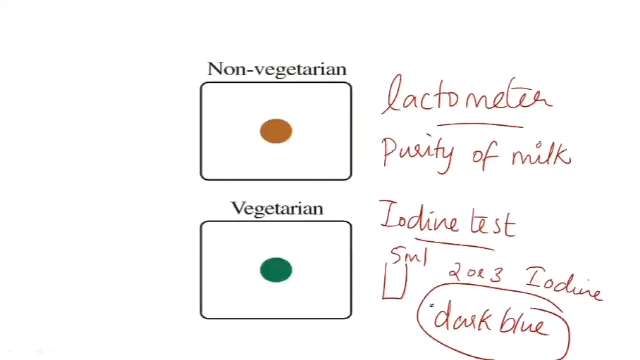 Non-vegetarian
lactometer
Purity of milk
Vegetarian
Iodine test
5ml
2 or 3 Iodine
dark blue